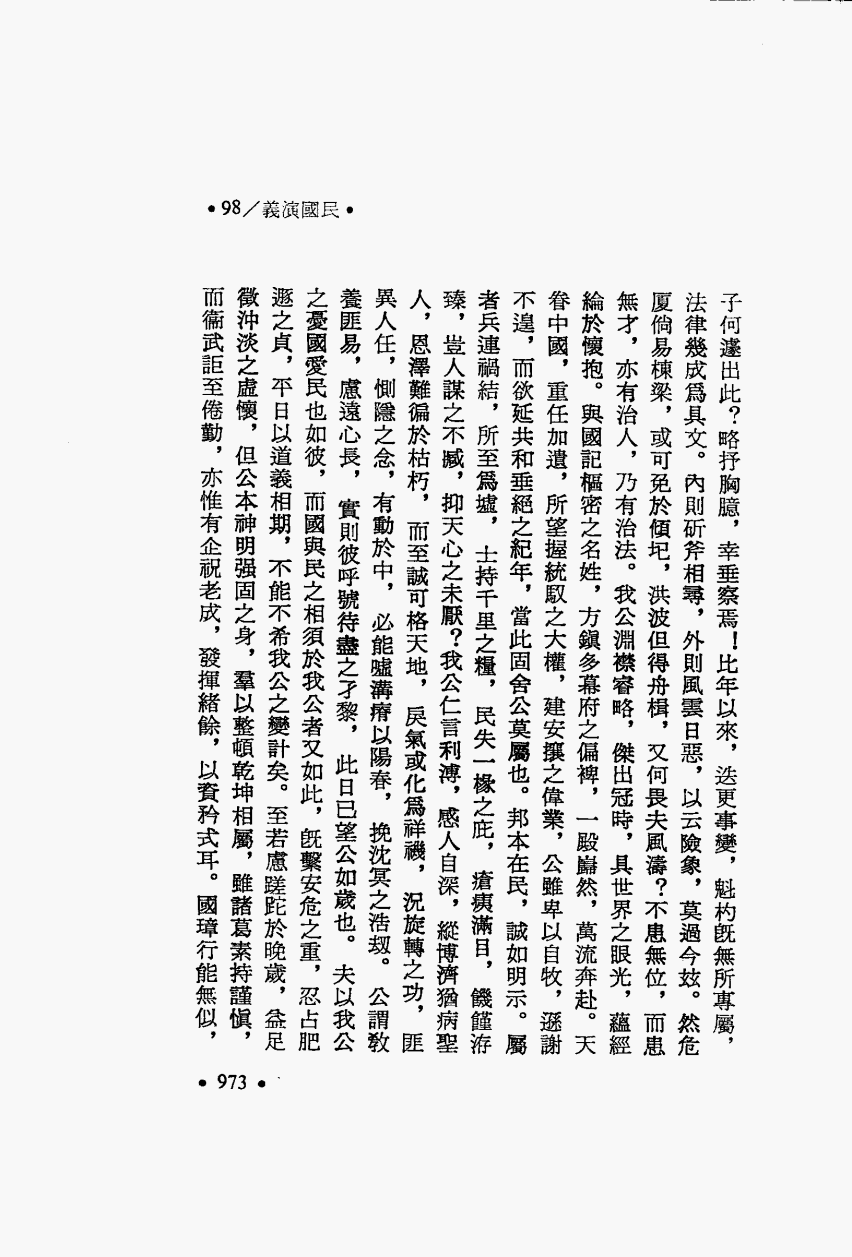 •98/義演國民•
子何遽出此？略抒胸臆，幸垂察焉！比年以來，迭更事變，魁杓旣無所專屬，
法律幾成爲具文。內則斫斧相尋，外則風雲日惡，以云險象，莫過今玆。然危
厦倘易棟梁，或可免於傾圮，洪波但得舟楫，又何畏夫風濤？不患無位，而患
無才，亦有治人，乃有治法。我公淵襟睿略，傑出冠時，具世界之眼光，蘊經
綸於懷抱。與國記樞密之名姓，方鎭多幕府之偏裨，一殿巋然，萬流奔赴。天
眷中國，重任加遺，所望握統馭之大權，建安攘之偉業，公雖卑以自牧，遜謝
不遑，而欲延共和垂絕之紀年，當此固舍公莫屬也。邦本在民，誠如明示。屬
者兵連禍結，所至爲墟，士持千里之糧，民失一椽之庇，瘡痍滿目，饑饉洊
臻，豈人謀之不臧，抑天心之未厭？我公仁言利溥，感人自深，縱博濟猶病聖
人，恩澤難徧於枯朽，而至誠可格天地，戾氣或化爲祥禨，況旋轉之功，匪
異人任，惻隱之念，有動於中，必能噓溝瘠以陽春，挽沈冥之浩刼。公謂敎
養匪易，慮遠心長，實則彼呼號待盡之孑黎，此日已望公如歲也。夫以我公
之憂國愛民也如彼，而國與民之相須於我公者又如此，旣繫安危之重，忍占肥
遯之貞，平日以道義相期，不能不希我公之變計矣。至若慮蹉跎於晚歲，益足
徵沖淡之虛懷，但公本神明强固之身，羣以整頓乾坤相屬，雖諸葛素持謹愼，
而衞武詎至倦勤，亦惟有企祝老成，發揮緖餘，以資矜式耳。國璋行能無似，
•973•